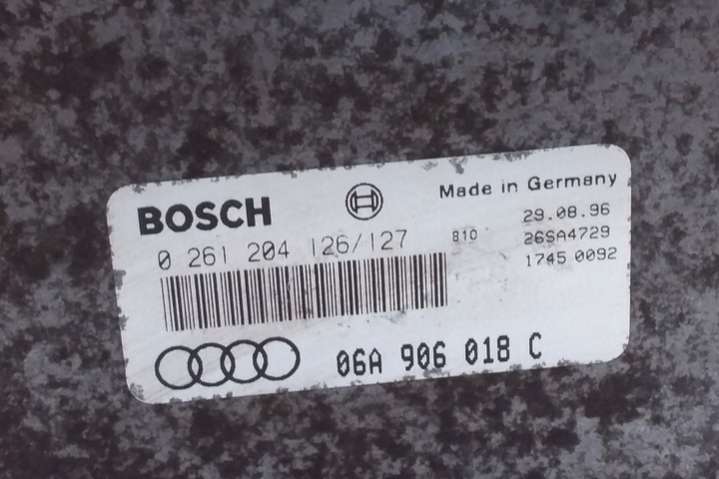 BOSCH
Made in Germany
0 261 204 126/127
810
29.08.96
26SA4729
1745 0092
06A 906 018 C